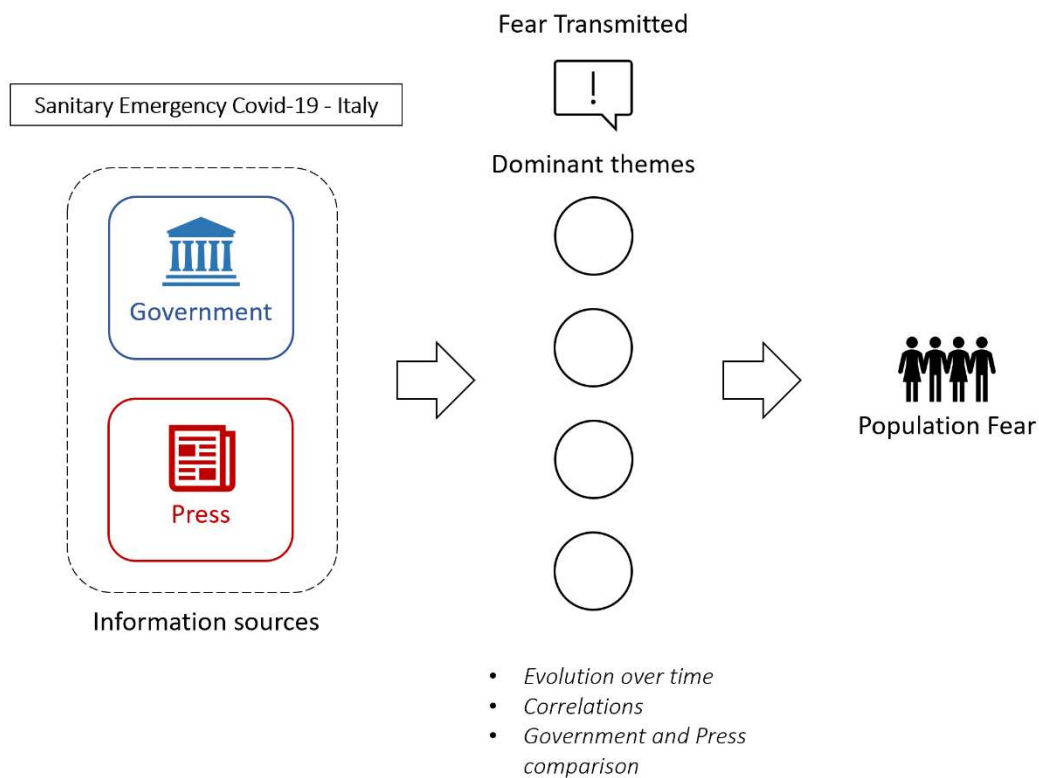 Fear Transmitted
!
Sanitary Emergency Covid-19 - Italy
Dominant themes
Government
Press
Information sources
Population Fear
• Evolution over time
• Correlations
• Government and Press
comparison